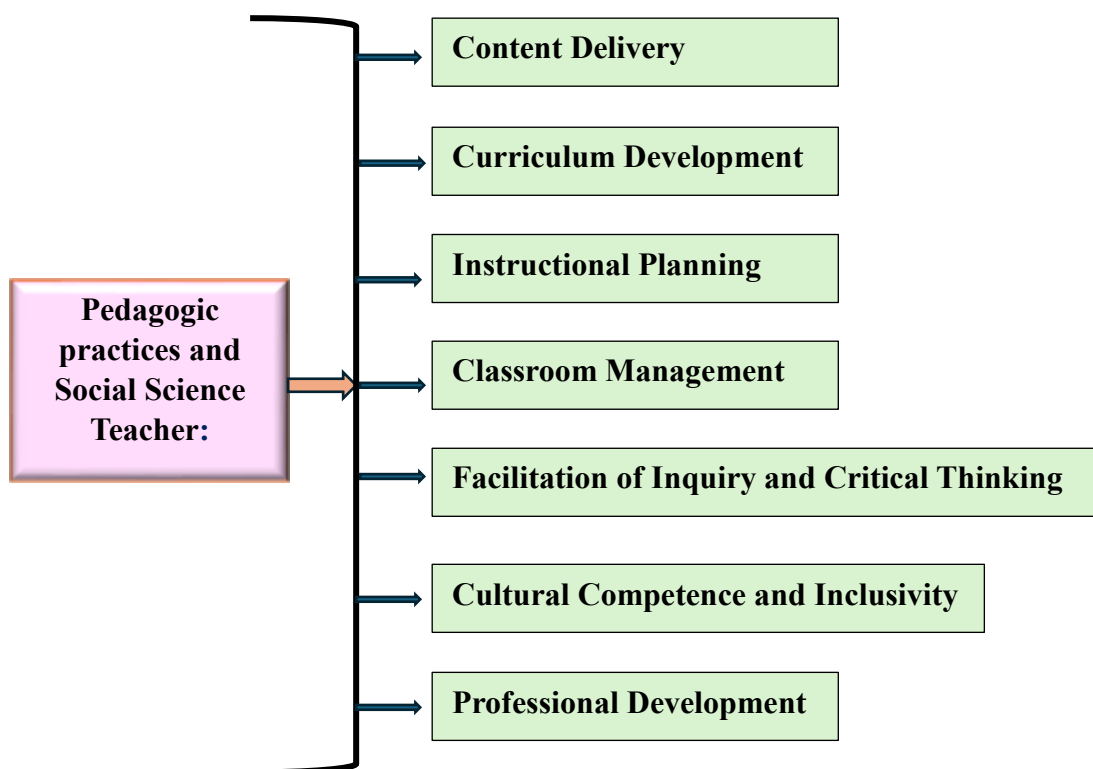 Content Delivery
Curriculum Development
Instructional Planning
Pedagogic
practices and
Social Science
Teacher:
Classroom Management
Facilitation of Inquiry and Critical Thinking
Cultural Competence and Inclusivity
Professional Development